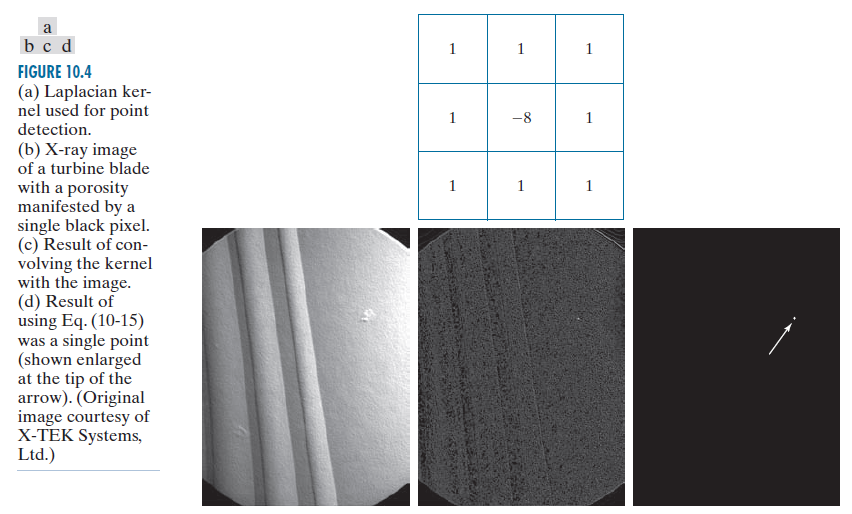 a
b c d
FIGURE 10.4
(a) Laplacian ker-
nel used for point
detection.
(b) X-ray image
of a turbine blade
with a porosity
manifested by a
single black pixel.
(c) Result of con-
volving the kernel
with the image.
(d) Result of
using Eq. (10-15)
was a single point
(shown enlarged
at the tip of the
arrow). (Original
image courtesy of
X-TEK Systems,
Ltd.)
1 1 1
1 −8 1
1 1 1